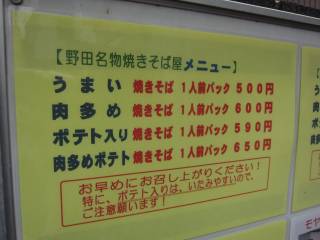 【野田名物焼きそば屋メニュー】
うまい 焼きそば 1人前パック 500円
肉多め 焼きそば 1人前パック 600円
ポテト入り 焼きそば 1人前パック 590円
肉多めポテト 焼きそば 1人前パック 650円
お早めにお召し上がりください!
特に、ポテト入りは、いたみやすいので、
ご注意願います!